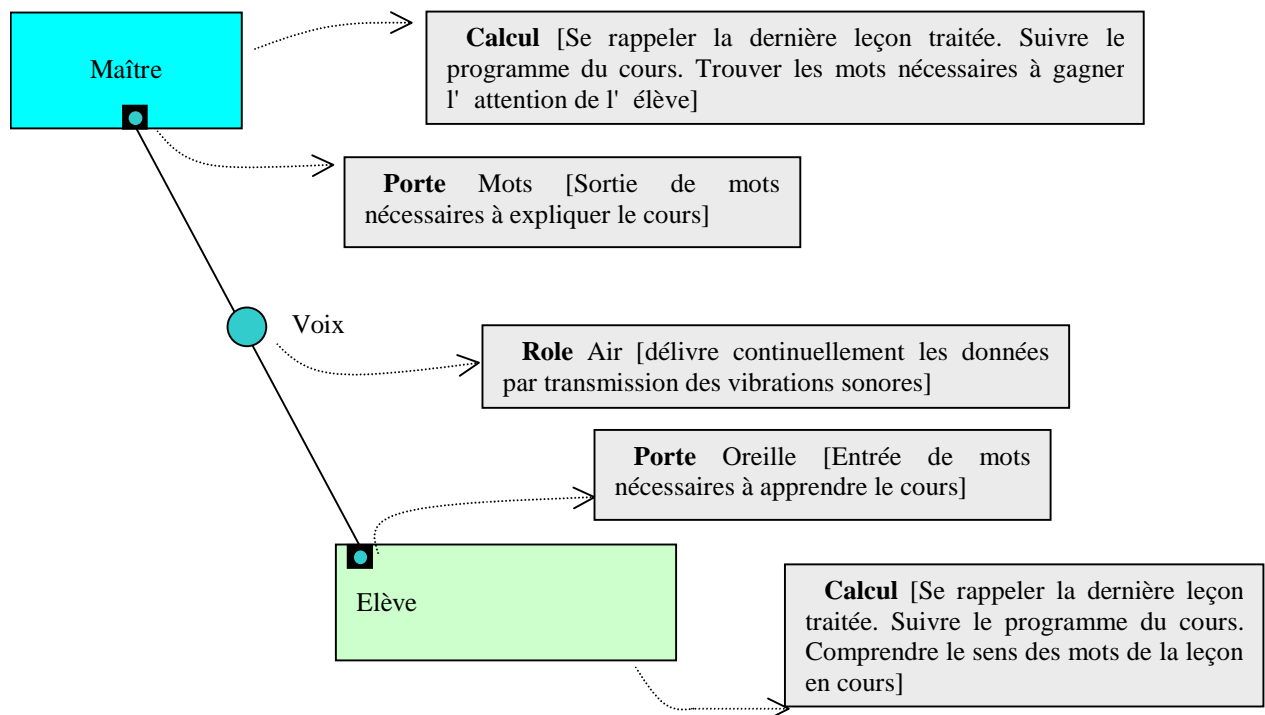 Maître
Calcul [Se rappeler la dernière leçon traitée. Suivre le
programme du cours. Trouver les mots nécessaires à gagner
l' attention de l' élève]
Porte Mots [Sortie de mots
nécessaires à expliquer le cours]
Voix
Role Air [délivre continuellement les données
par transmission des vibrations sonores]
Porte Oreille [Entrée de mots
nécessaires à apprendre le cours]
Elève
Calcul [Se rappeler la dernière leçon
traitée. Suivre le programme du cours.
Comprendre le sens des mots de la leçon
en cours]